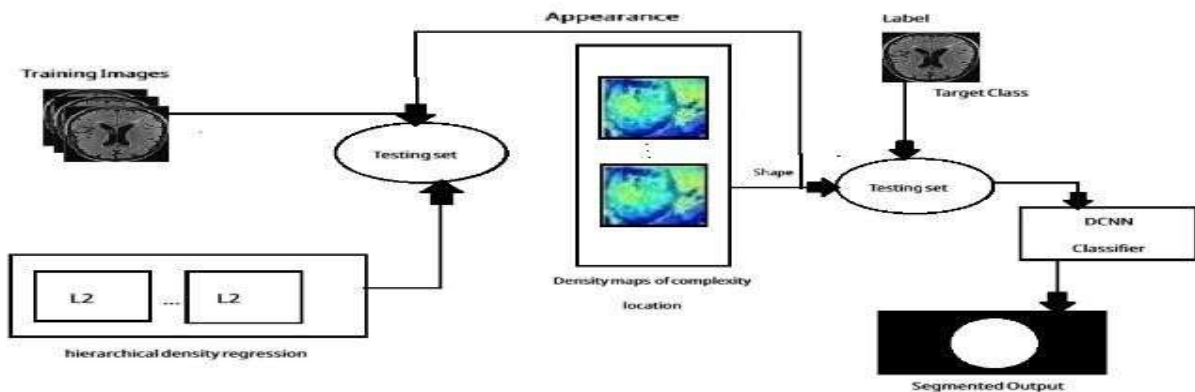 Appearance
Label
Training Images
Target Class
Testing set
Shape
Testing set
DCNN
Classifier
L2 ... L2
Density maps of complexity
location
hierarchical density regression
Segmented Output